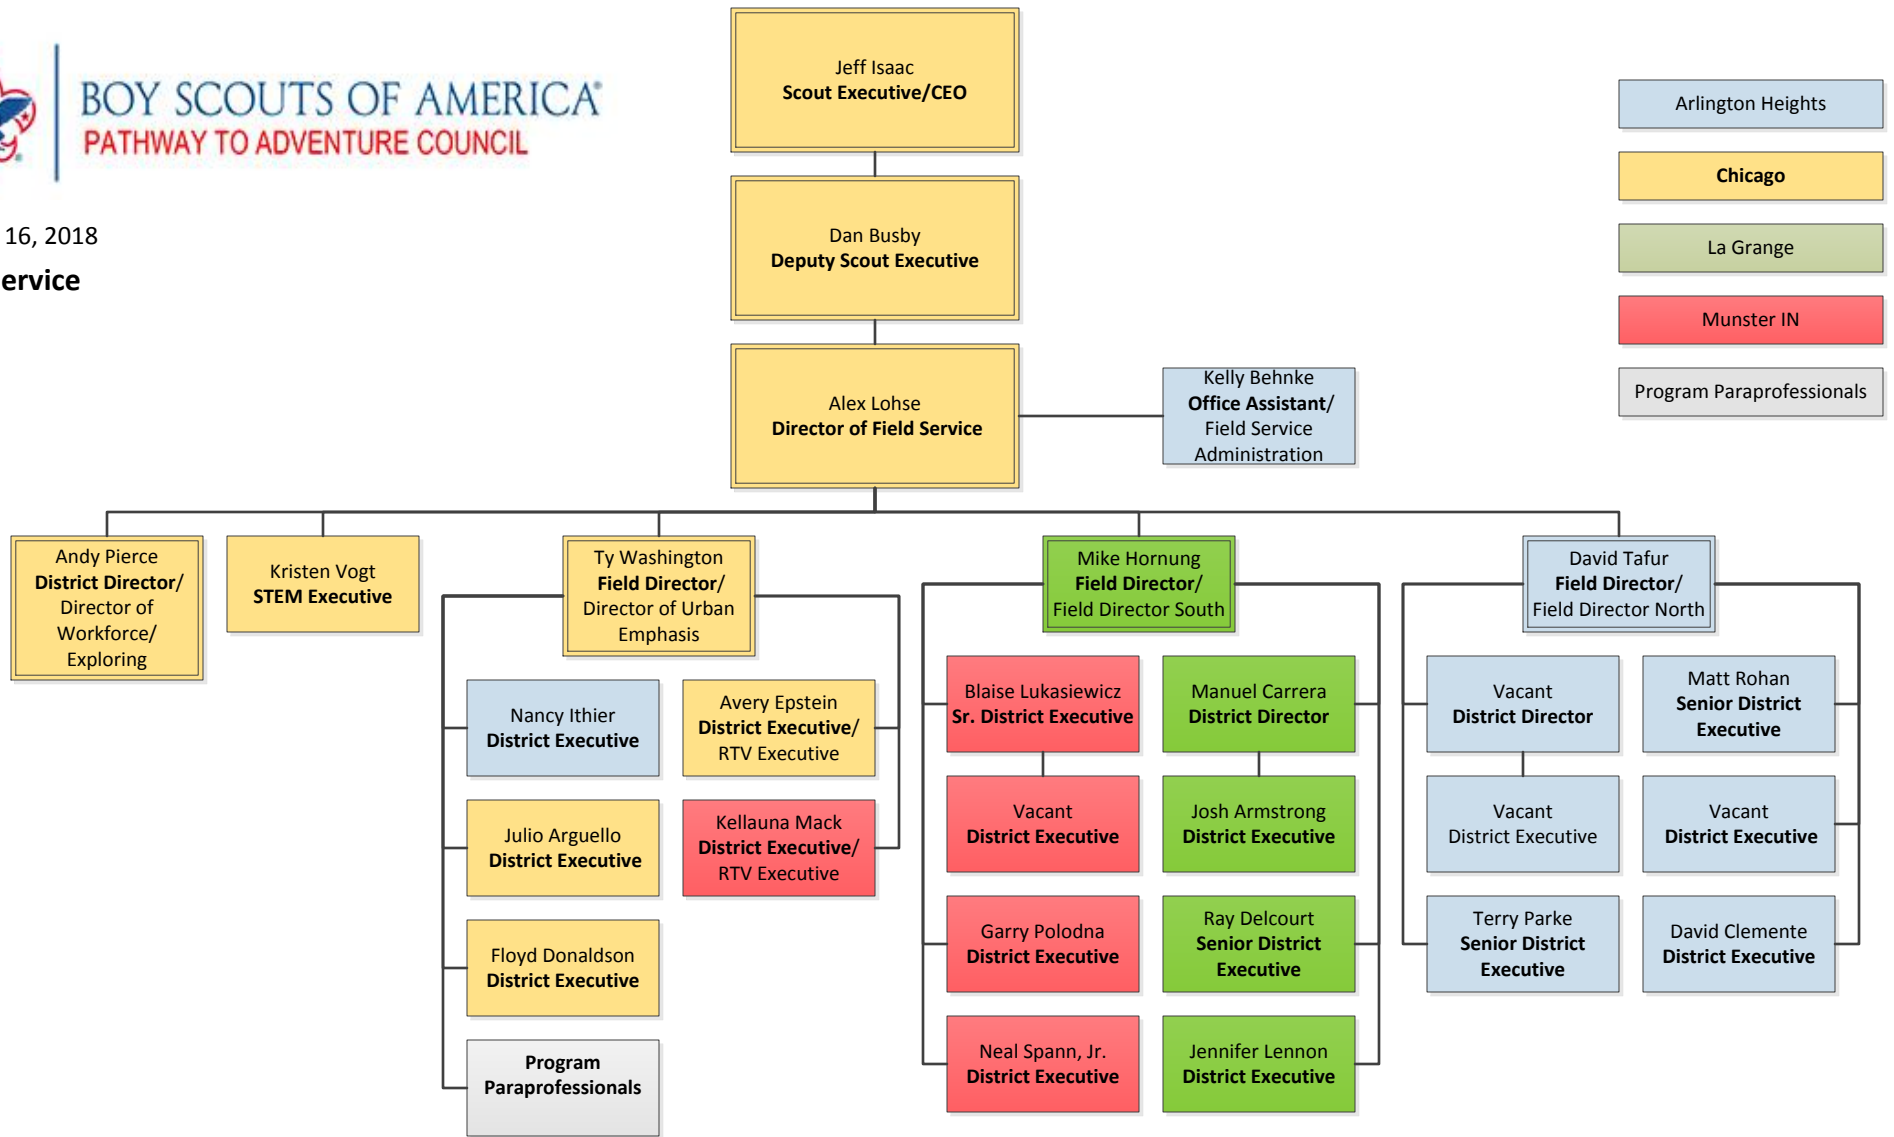 BOY SCOUTS OF AMERICA®
PATHWAY TO ADVENTURE COUNCIL
16, 2018
ervice
Jeff Isaac
Scout Executive/CEO
Dan Busby
Deputy Scout Executive
Alex Lohse
Director of Field Service
Kelly Behnke
Office Assistant/
Field Service
Administration
Arlington Heights
Chicago
La Grange
Munster IN
Program Paraprofessionals
Andy Pierce
District Director/
Director of
Workforce/
Exploring
Kristen Vogt
STEM Executive
Ty Washington
Field Director/
Director of Urban
Emphasis
Mike Hornung
Field Director/
Field Director South
David Tafur
Field Director/
Field Director North
Nancy Ithier
District Executive
Avery Epstein
District Executive/
RTV Executive
Julio Arguello
District Executive
Kellauna Mack
District Executive/
RTV Executive
Floyd Donaldson
District Executive
Program
Paraprofessionals
Blaise Lukasiewicz
Sr. District Executive
Manuel Carrera
District Director
Vacant
District Executive
Josh Armstrong
District Executive
Garry Polodna
District Executive
Ray Delcourt
Senior District
Executive
Neal Spann, Jr.
District Executive
Jennifer Lennon
District Executive
Vacant
District Director
Matt Rohan
Senior District
Executive
Vacant
District Executive
Vacant
District Executive
Terry Parke
Senior District
Executive
David Clemente
District Executive